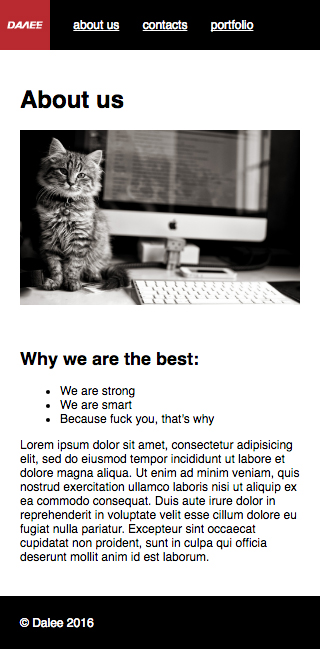 DALEE
about us contacts portfolio
About us
Why we are the best:
We are strong
We are smart
Because fuck you, that's why
Lorem ipsum dolor sit amet, consectetur adipisicing
elit, sed do eiusmod tempor incididunt ut labore et
dolore magna aliqua. Ut enim ad minim veniam, quis
nostrud exercitation ullamco laboris nisi ut aliquip ex
ea commodo consequat. Duis aute irure dolor in
reprehenderit in voluptate velit esse cillum dolore eu
fugiat nulla pariatur. Excepteur sint occaecat
cupidatat non proident, sunt in culpa qui officia
deserunt mollit anim id est laborum.
© Dalee 2016